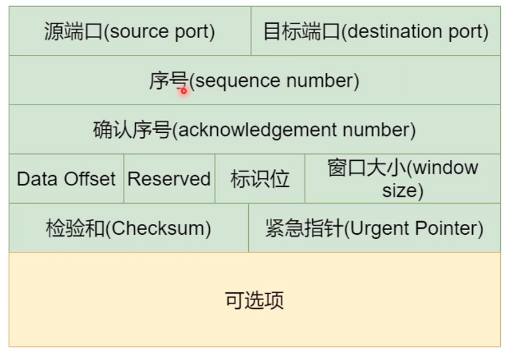 源端口(source port)
目标端口(destination port)
序号(sequence number)
确认序号(acknowledgement number)
Data Offset
Reserved
标识位
窗口大小(window
size)
检验和(Checksum)
紧急指针(Urgent Pointer)
可选项